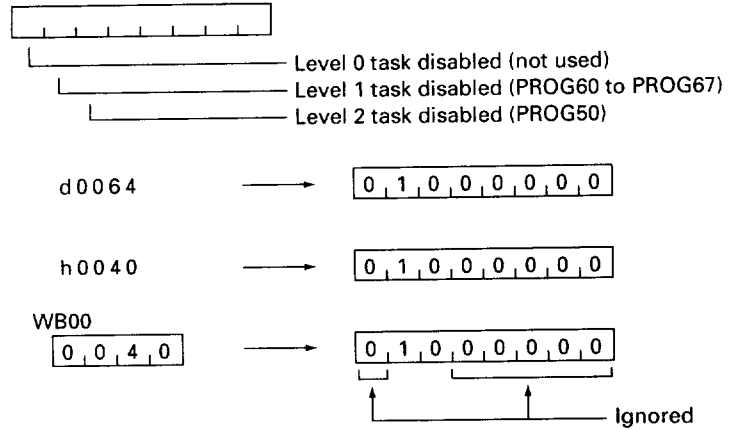 Level 0 task disabled (not used)
Level 1 task disabled (PROG60 to PROG67)
Level 2 task disabled (PROG50)
d0064 0 1 0 0 0 0 0 0
h0040 0 1 0 0 0 0 0 0
WB00
0 0 4 0 0 1 0 0 0 0 0 0
Ignored